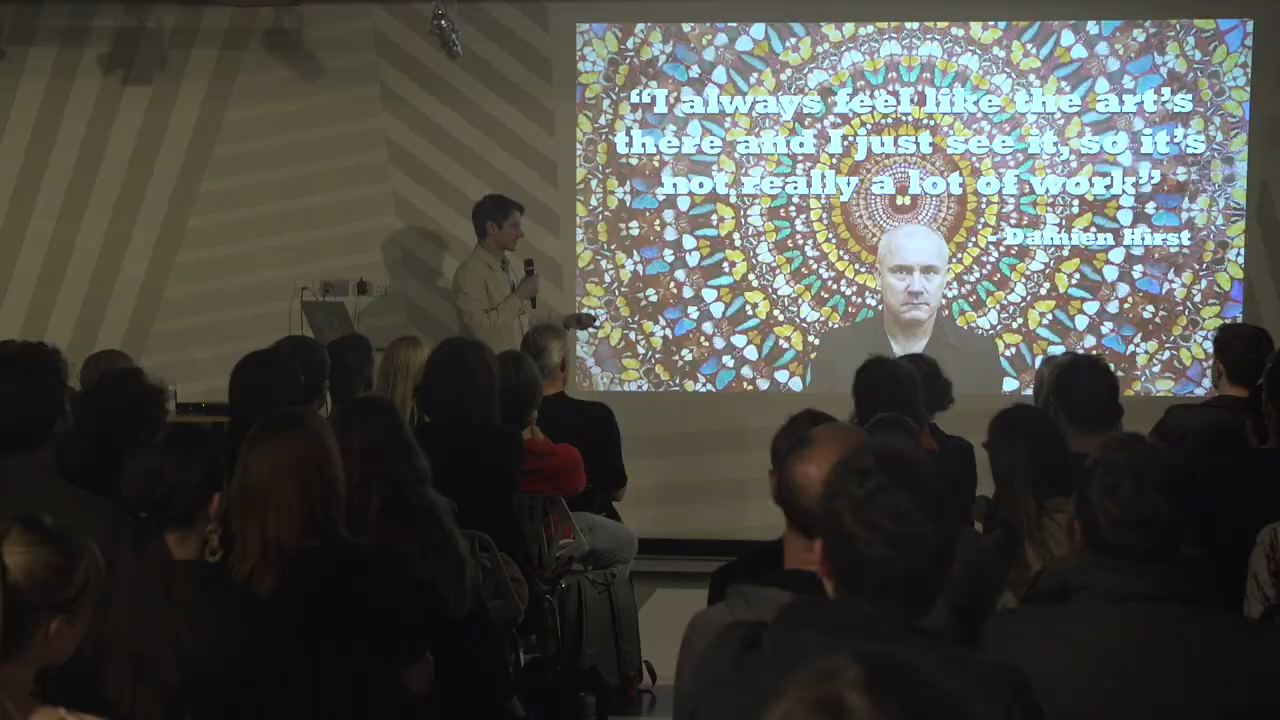 “I always feel like the art’s
there and I just see it, so it’s
not really a lot of work”
- Damien Hirst